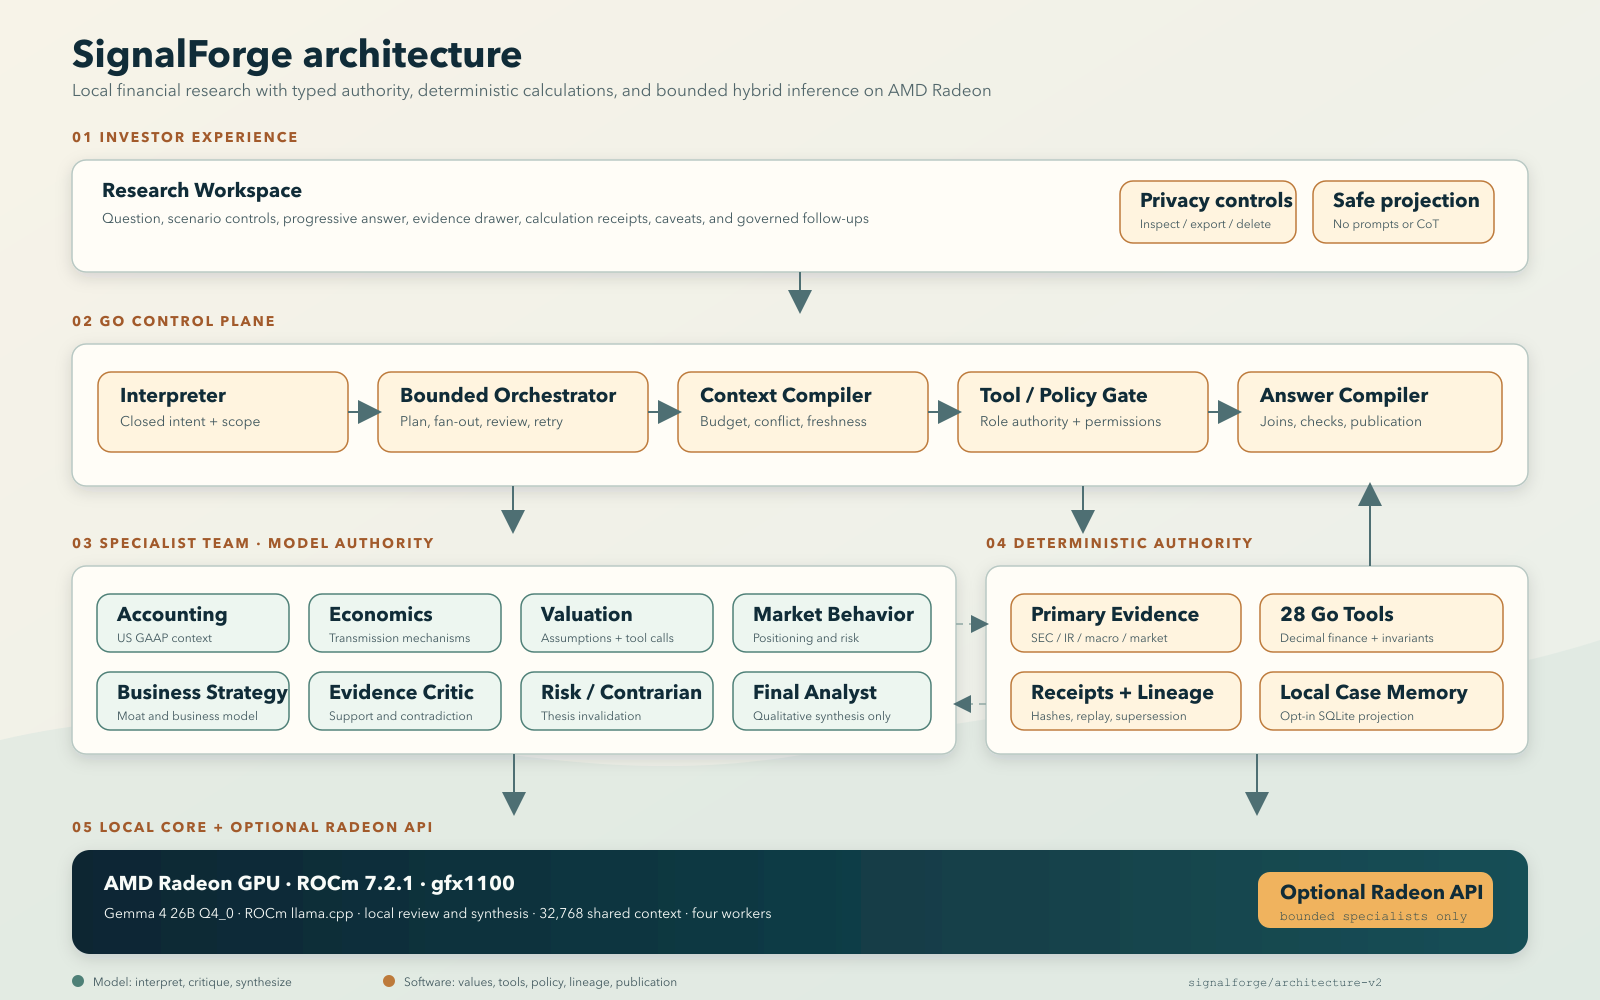 SignalForge architecture
Local financial research with typed authority, deterministic calculations, and bounded hybrid inference on AMD Radeon
01 INVESTOR EXPERIENCE
Research Workspace
Question, scenario controls, progressive answer, evidence drawer, calculation receipts, caveats, and governed follow-ups
Privacy controls
Inspect / export / delete
Safe projection
No prompts or CoT
02 GO CONTROL PLANE
Interpreter
Closed intent + scope
Bounded Orchestrator
Plan, fan-out, review, retry
Context Compiler
Budget, conflict, freshness
Tool / Policy Gate
Role authority + permissions
Answer Compiler
Joins, checks, publication
03 SPECIALIST TEAM · MODEL AUTHORITY
Accounting
US GAAP context
Economics
Transmission mechanisms
Valuation
Assumptions + tool calls
Market Behavior
Positioning and risk
Business Strategy
Moat and business model
Evidence Critic
Support and contradiction
Risk / Contrarian
Thesis invalidation
Final Analyst
Qualitative synthesis only
04 DETERMINISTIC AUTHORITY
Primary Evidence
SEC / IR / macro / market
28 Go Tools
Decimal finance + invariants
Receipts + Lineage
Hashes, replay, supersession
Local Case Memory
Opt-in SQLite projection
05 LOCAL CORE + OPTIONAL RADEON API
AMD Radeon GPU · ROCm 7.2.1 · gfx1100
Gemma 4 26B Q4_0 · ROCm llama.cpp · local review and synthesis · 32,768 shared context · four workers
Optional Radeon API
bounded specialists only
Model: interpret, critique, synthesize
Software: values, tools, policy, lineage, publication
signalforge/architecture-v2